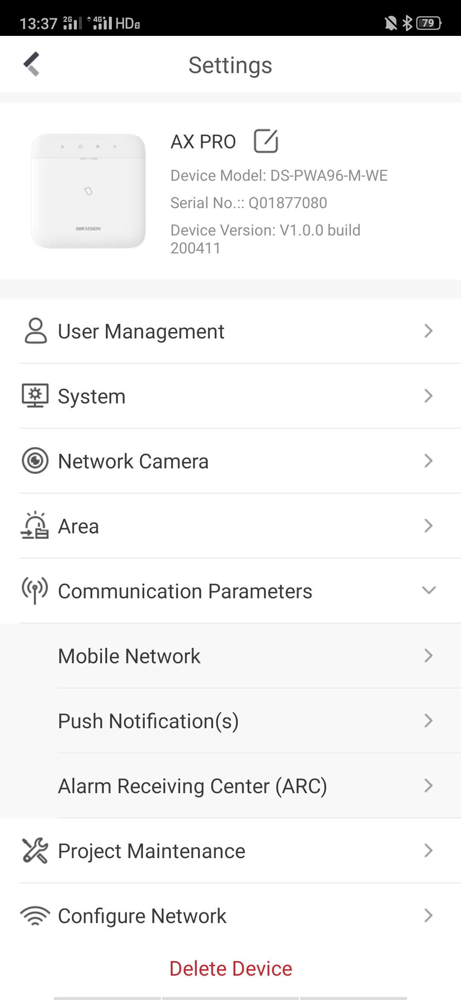 13:37 2G 4G+ HD2 79
Settings
AX PRO
Device Model: DS-PWA96-M-WE
Serial No.:: Q01877080
Device Version: V1.0.0 build
200411
HIKVISION
User Management
System
Network Camera
Area
Communication Parameters
Mobile Network
Push Notification(s)
Alarm Receiving Center (ARC)
Project Maintenance
Configure Network
Delete Device